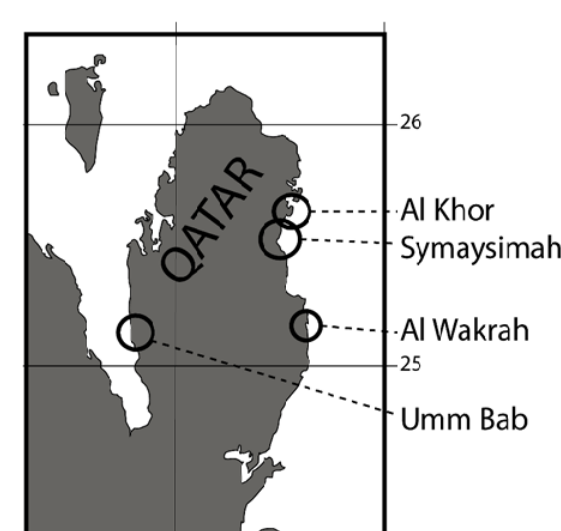 26
QATAR
Al Khor
Symaysimah
Al Wakrah
25
Umm Bab